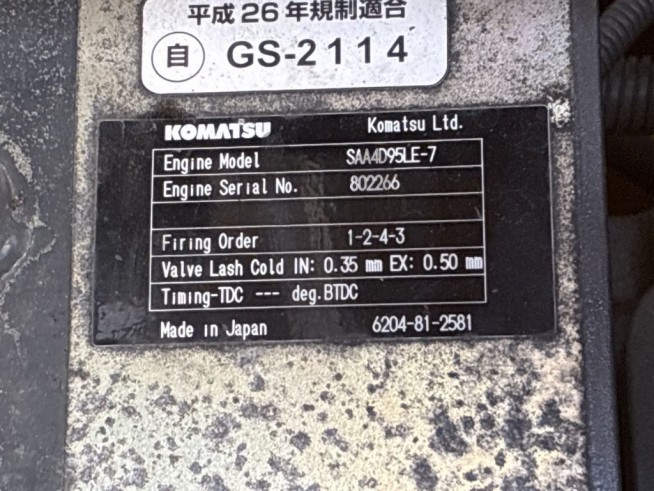 平成26年規制適合
自 GS-2114
KOMATSU Komatsu Ltd.
Engine Model SAA4D95LE-7
Engine Serial No. 802266
Firing Order 1-2-4-3
Valve Lash Cold IN: 0.35 mm EX: 0.50 mm
Timing-TDC --- deg.BTDC
Made in Japan 6204-81-2581